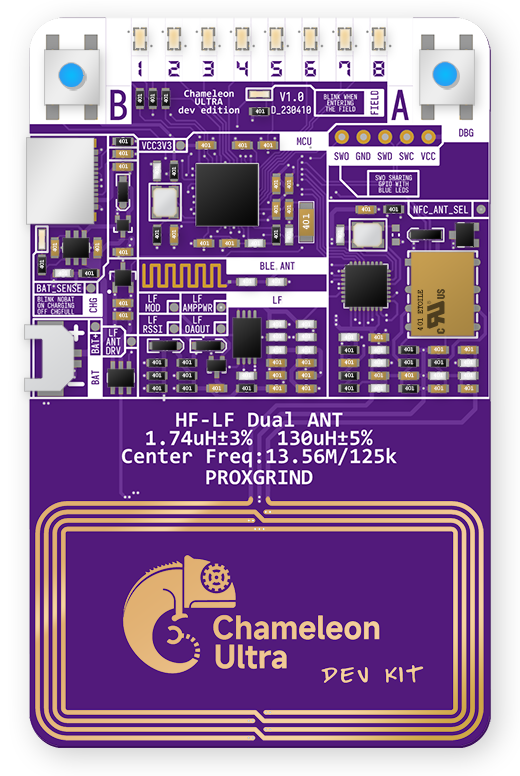 1 2 3 4 5 6 7 8
B
Chameleon
ULTRA
dev edition
V1.0
D_230410
BLINK WHEN
ENTERING
THE FIELD
FIELD
A
DBG
VCC3V3
MCU
SWO GND SWD SWC VCC
SWO SHARING
GPIO WITH
BLUE LEDS
NFC_ANT_SEL
BLE ANT
BAT_SENSE
BLINK NOBAT
ON CHARGING
OFF CHGFULL
CHG
LF
MOD
LF
AMPPWR
LF
RSSI
LF
OAOUT
LF
BAT+
LF
ANT
DRV
BAT
+
-
401 ETOILE
C US
HF-LF Dual ANT
1.74uH±3% 130uH±5%
Center Freq:13.56M/125k
PROXGRIND
Chameleon
Ultra
DEV KIT